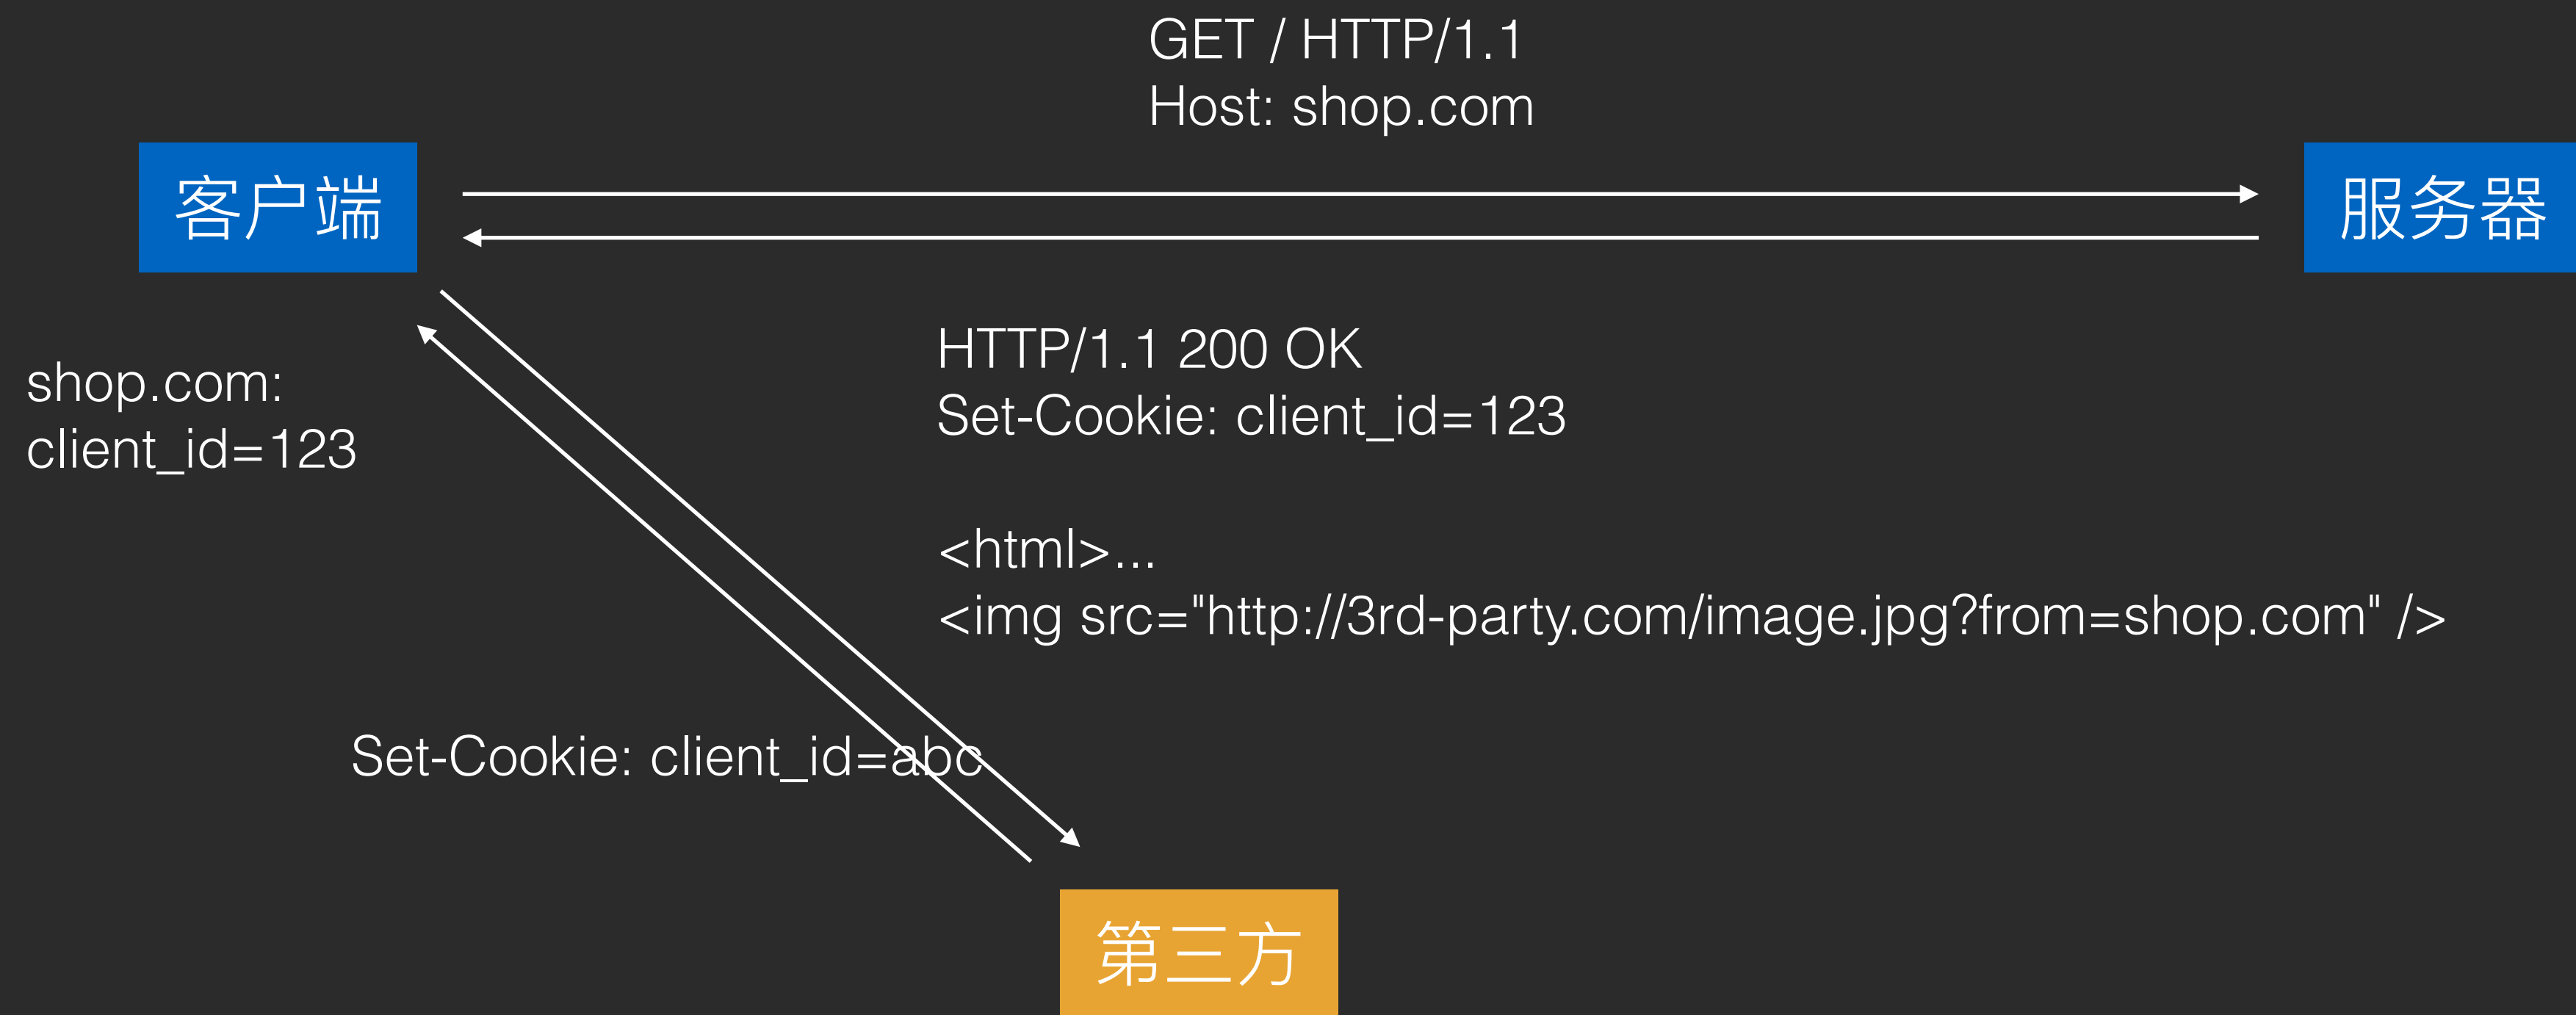 GET / HTTP/1.1
Host: shop.com
客户端
服务器
HTTP/1.1 200 OK
Set-Cookie: client_id=123
shop.com:
client_id=123
<html>...
<img src="http://3rd-party.com/image.jpg?from=shop.com" />
Set-Cookie: client_id=abc
第三方